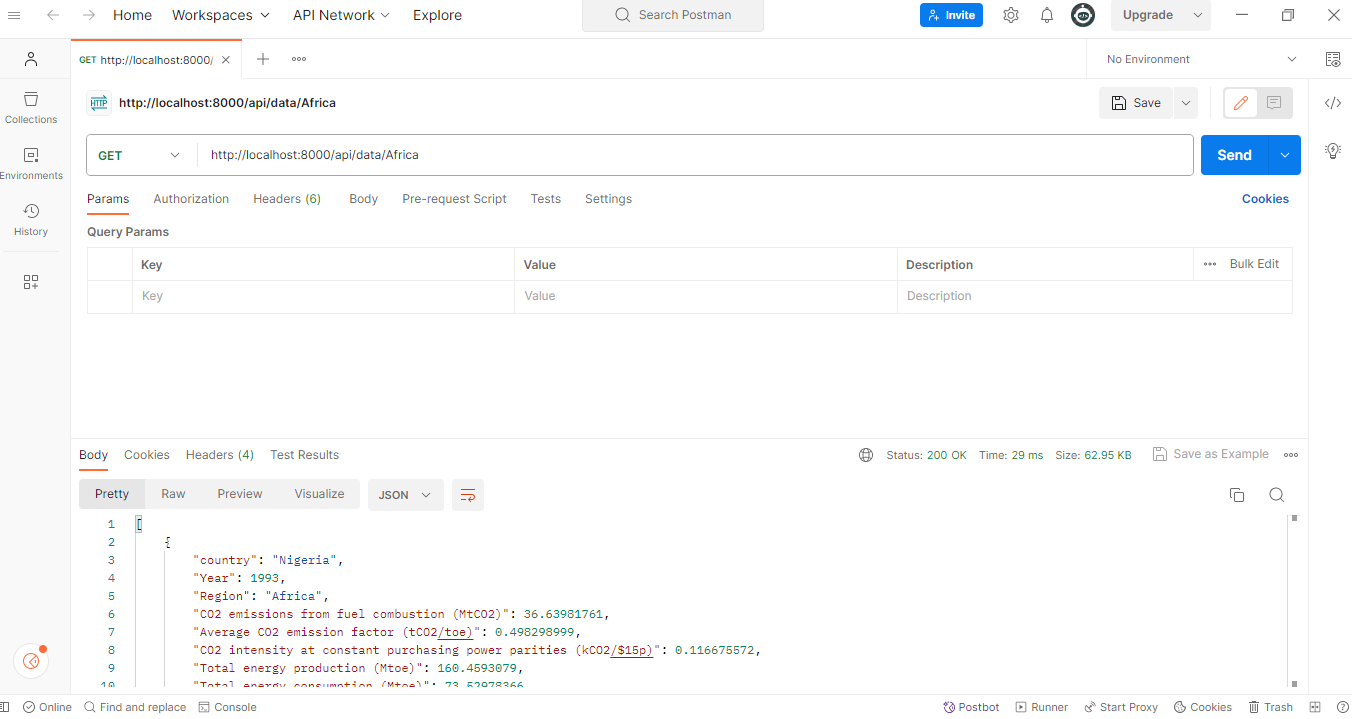 Home Workspaces API Network Explore Search Postman Invite Upgrade
GET http://localhost:8000/ No Environment
HTTP http://localhost:8000/api/data/Africa Save
Collections
GET http://localhost:8000/api/data/Africa Send
Environments
Params Authorization Headers (6) Body Pre-request Script Tests Settings Cookies
History
Query Params
Key Value Description Bulk Edit
Key Value Description
Body Cookies Headers (4) Test Results Status: 200 OK Time: 29 ms Size: 62.95 KB Save as Example
Pretty Raw Preview Visualize JSON
1 [
2 {
3 "country": "Nigeria",
4 "Year": 1993,
5 "Region": "Africa",
6 "CO2 emissions from fuel combustion (MtCO2)": 36.63981761,
7 "Average CO2 emission factor (tCO2/toe)": 0.498298999,
8 "CO2 intensity at constant purchasing power parities (kCO2/$15p)": 0.116675572,
9 "Total energy production (Mtoe)": 160.4593079,
10 "Total energy consumption (Mtoe)": 73.52978366
Online Find and replace Console Postbot Runner Start Proxy Cookies Trash